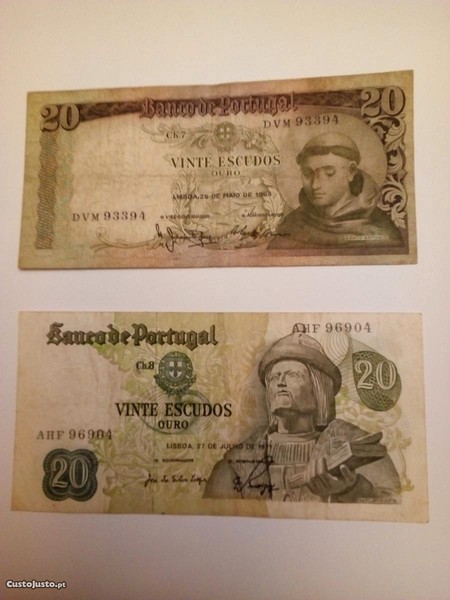 20 Banco de Portugal 20
Ch.7
DVM 93394
VINTE ESCUDOS
OURO
LISBOA, 26 DE MAIO DE 1964
DVM 93394
Banco de Portugal
AHF 96904
Ch.8
20
VINTE ESCUDOS
OURO
AHF 96904
LISBOA, 27 DE JULHO DE 1971
20
CustoJusto.pt